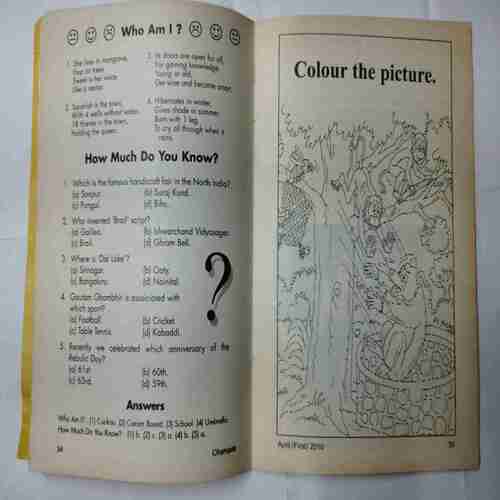 Who Am I ?
1. She lives in mangrove,
Hop on trees
Sweet is her voice
Like a nectar.
2. Squarish is the town,
With 4 wells without water.
18 thieves in the town,
Holding the queen.
3. Its doors are open for all,
For gaining knowledge.
Young or old,
One wise and become great.
4. Hibernates in winter,
Gives shade in summer.
Born with 1 leg,
To cry all through when it
rains.
How Much Do You Know?
1. Which is the famous handicraft fair in the North India?
(a) Sonpur. (b) Suraj Kund.
(c) Pongal. (d) Bihu.
2. Who invented 'Brail' script?
(a) Galileo. (b) Ishwarchand Vidyasagar.
(c) Brail. (d) Ghram Bell.
3. Where is 'Dal Lake'?
(a) Srinagar. (b) Ooty.
(c) Bangaluru. (d) Nainital.
4. Gautam Ghambhir is associated with
which sport?
(a) Football. (b) Cricket.
(c) Table Tennis. (d) Kabaddi.
5. Recently we celebrated which anniversary of the
Rebulic Day?
(a) 61st. (b) 60th.
(c) 63rd. (d) 59th.
?
Answers
Who Am I?: (1) Cuckoo (2) Carom Board. (3) School (4) Umbrella
How Much Do You Know? (1) b. (2) c. (3) a. (4) b. (5) a.
34 Champak
Colour the picture.
April (First) 2010 35